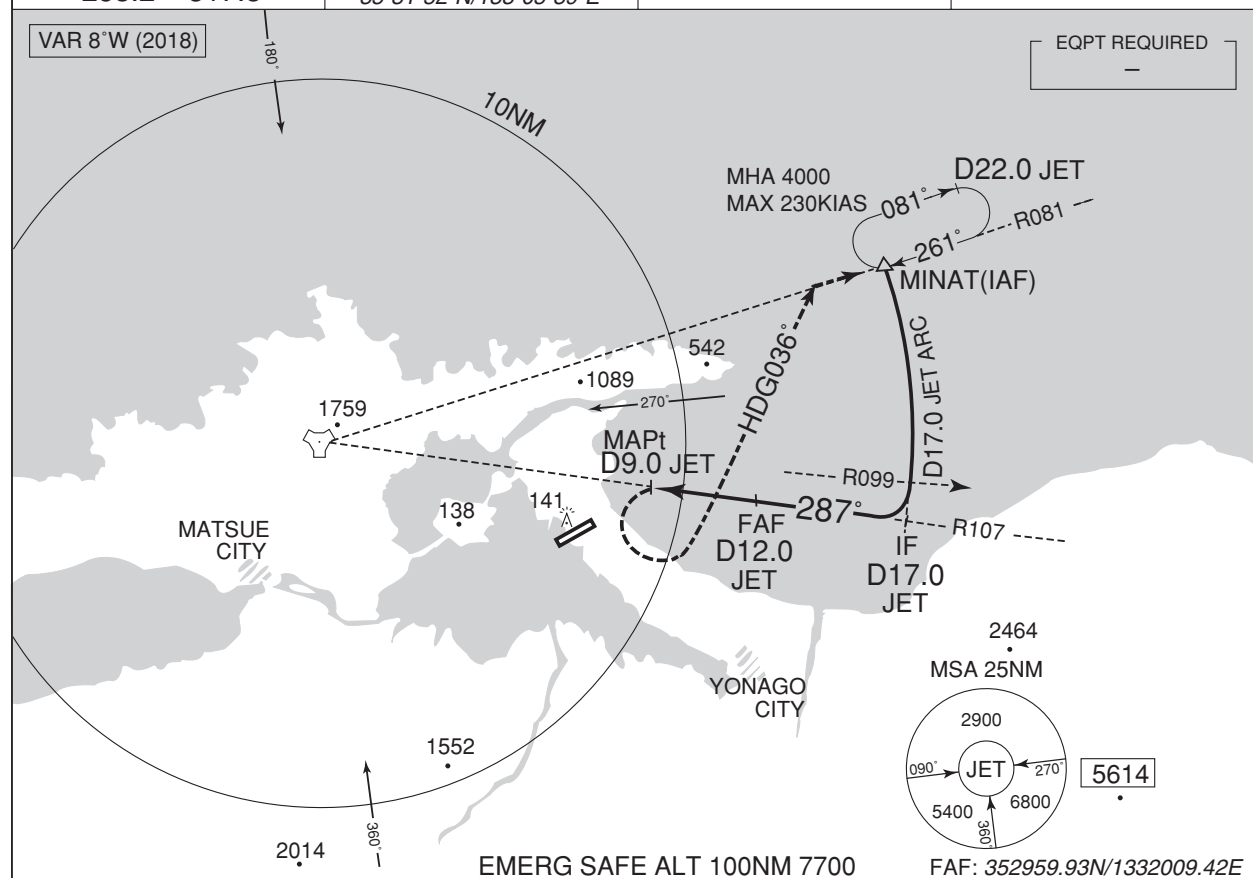 VAR 8°W (2018)
EQPT REQUIRED
–
180°
10NM
MHA 4000
MAX 230KIAS
D22.0 JET
081°
R081
261°
MINAT(IAF)
D17.0 JET ARC
HDG036°
542
1089
270°
1759
MAPt
D9.0 JET
R099
141
138
287°
FAF
D12.0
JET
R107
IF
D17.0
JET
MATSUE
CITY
YONAGO
CITY
2464
MSA 25NM
2900
090°
JET
270°
5614
5400
6800
360°
1552
360°
2014
EMERG SAFE ALT 100NM 7700
FAF: 352959.93N/1332009.42E